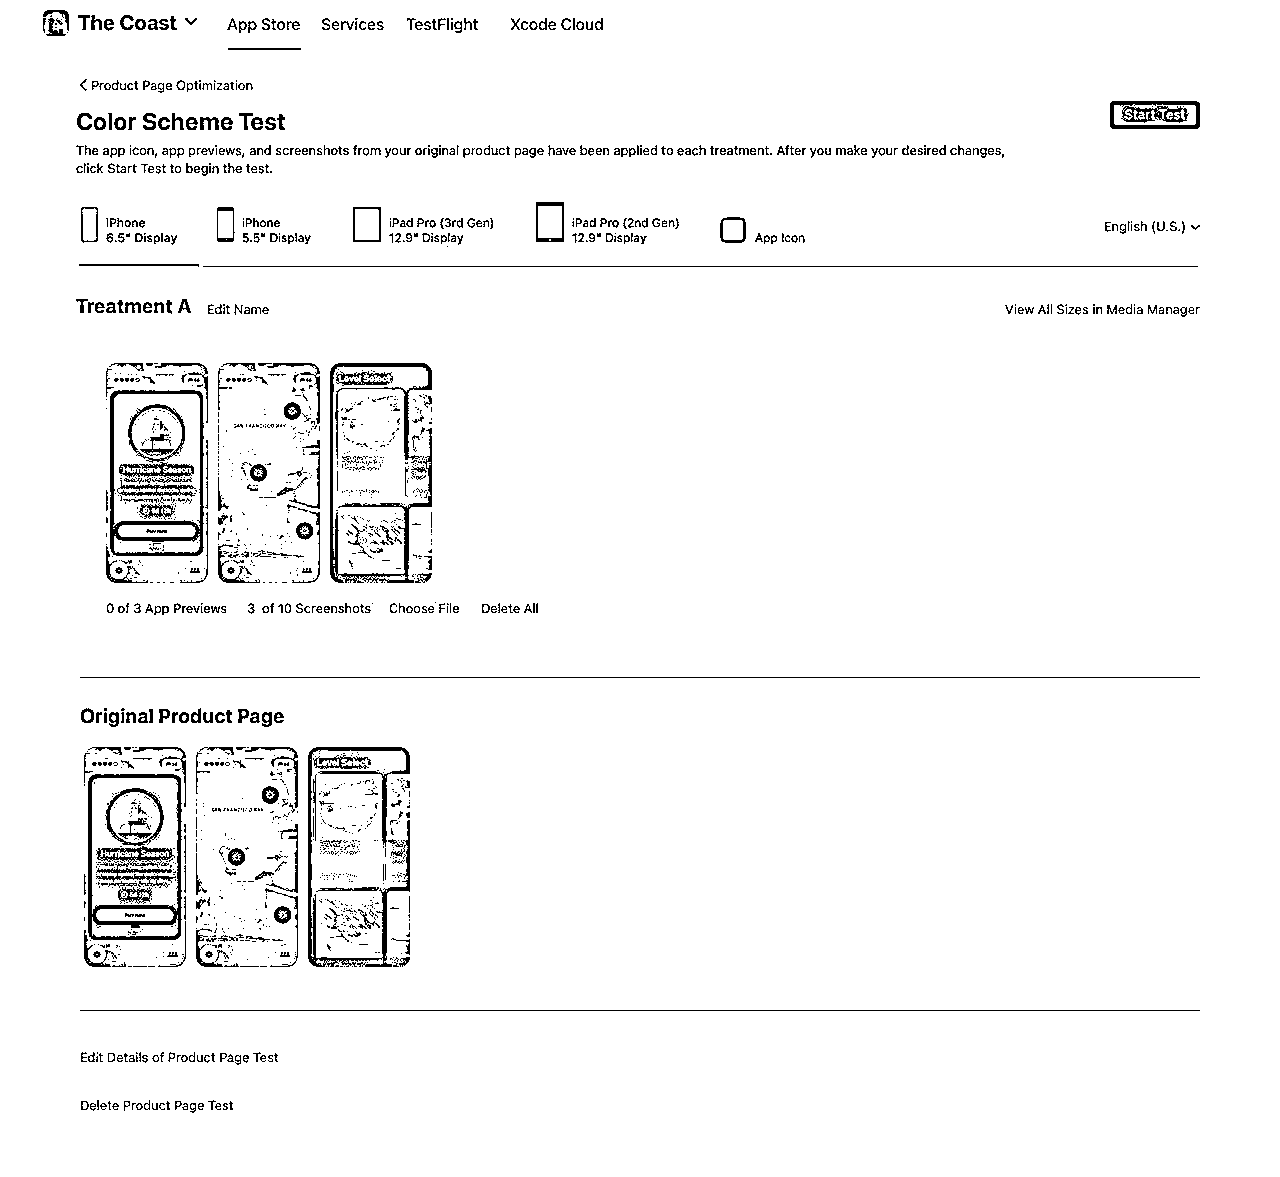 The Coast
App Store
Services
TestFlight
Xcode Cloud
Product Page Optimization
Color Scheme Test
Start Test
The app icon, app previews, and screenshots from your original product page have been applied to each treatment. After you make your desired changes,
click Start Test to begin the test.
iPhone
6.5" Display
iPhone
5.5" Display
iPad Pro (3rd Gen)
12.9" Display
iPad Pro (2nd Gen)
12.9" Display
App Icon
English (U.S.)
Treatment A
Edit Name
View All Sizes in Media Manager
Level Select
SAN FRANCISCO BAY
Hurricane Season
0 of 3 App Previews
3 of 10 Screenshots
Choose File
Delete All
Original Product Page
Level Select
SAN FRANCISCO BAY
Hurricane Season
Edit Details of Product Page Test
Delete Product Page Test